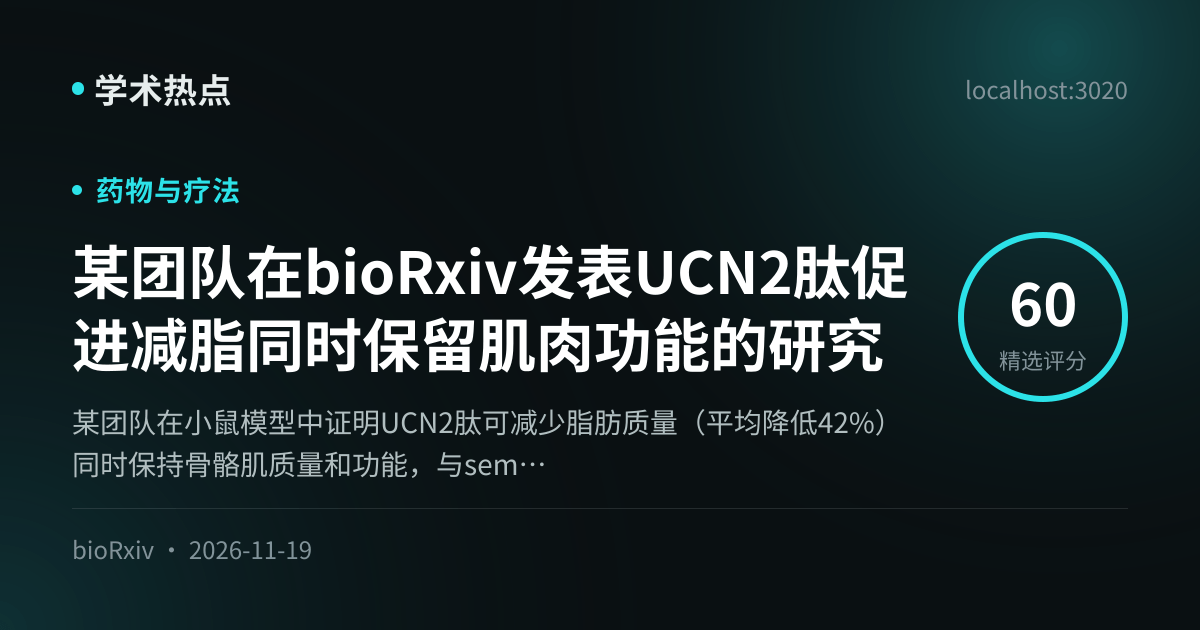 学术热点
localhost:3020
药物与疗法
某团队在bioRxiv发表UCN2肽促
进减脂同时保留肌肉功能的研究
60
精选评分
某团队在小鼠模型中证明UCN2肽可减少脂肪质量（平均降低42%）
同时保持骨骼肌质量和功能，与sem…
bioRxiv · 2026-11-19